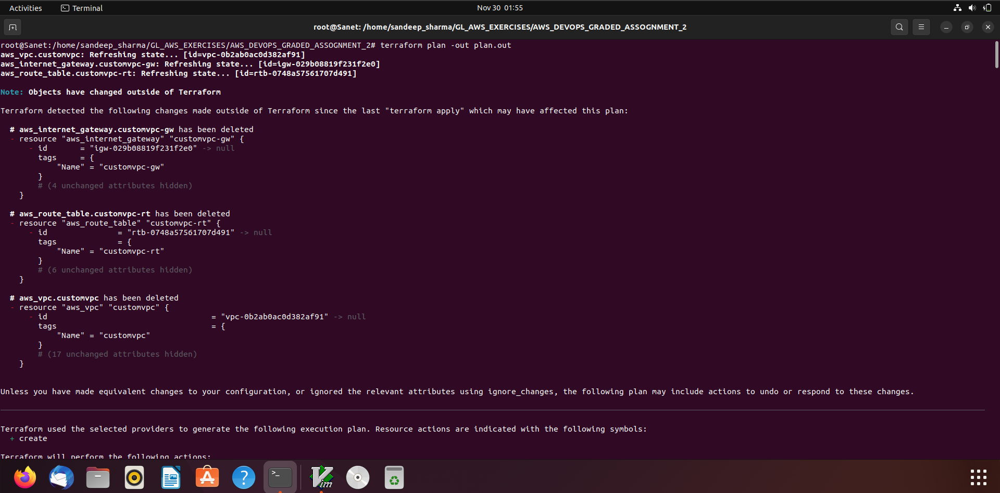 Activities
Terminal
Nov 30 01:55
root@Sanet: /home/sandeep_sharma/GL_AWS_EXERCISES/AWS_DEVOPS_GRADED_ASSOGNMENT_2
root@Sanet:/home/sandeep_sharma/GL_AWS_EXERCISES/AWS_DEVOPS_GRADED_ASSOGNMENT_2# terraform plan -out plan.out
aws_vpc.customvpc: Refreshing state... [id=vpc-0b2ab0ac0d382af91]
aws_internet_gateway.customvpc-gw: Refreshing state... [id=igw-029b08819f231f2e0]
aws_route_table.customvpc-rt: Refreshing state... [id=rtb-0748a57561707d491]
Note: Objects have changed outside of Terraform
Terraform detected the following changes made outside of Terraform since the last "terraform apply" which may have affected this plan:
# aws_internet_gateway.customvpc-gw has been deleted
- resource "aws_internet_gateway" "customvpc-gw" {
- id       = "igw-029b08819f231f2e0" -> null
tags     = {
"Name" = "customvpc-gw"
}
# (4 unchanged attributes hidden)
}
# aws_route_table.customvpc-rt has been deleted
- resource "aws_route_table" "customvpc-rt" {
- id               = "rtb-0748a57561707d491" -> null
tags             = {
"Name" = "customvpc-rt"
}
# (6 unchanged attributes hidden)
}
# aws_vpc.customvpc has been deleted
- resource "aws_vpc" "customvpc" {
- id                                   = "vpc-0b2ab0ac0d382af91" -> null
tags                                 = {
"Name" = "customvpc"
}
# (17 unchanged attributes hidden)
}
Unless you have made equivalent changes to your configuration, or ignored the relevant attributes using ignore_changes, the following plan may include actions to undo or respond to these changes.
Terraform used the selected providers to generate the following execution plan. Resource actions are indicated with the following symbols:
+ create
Terraform will perform the following actions: